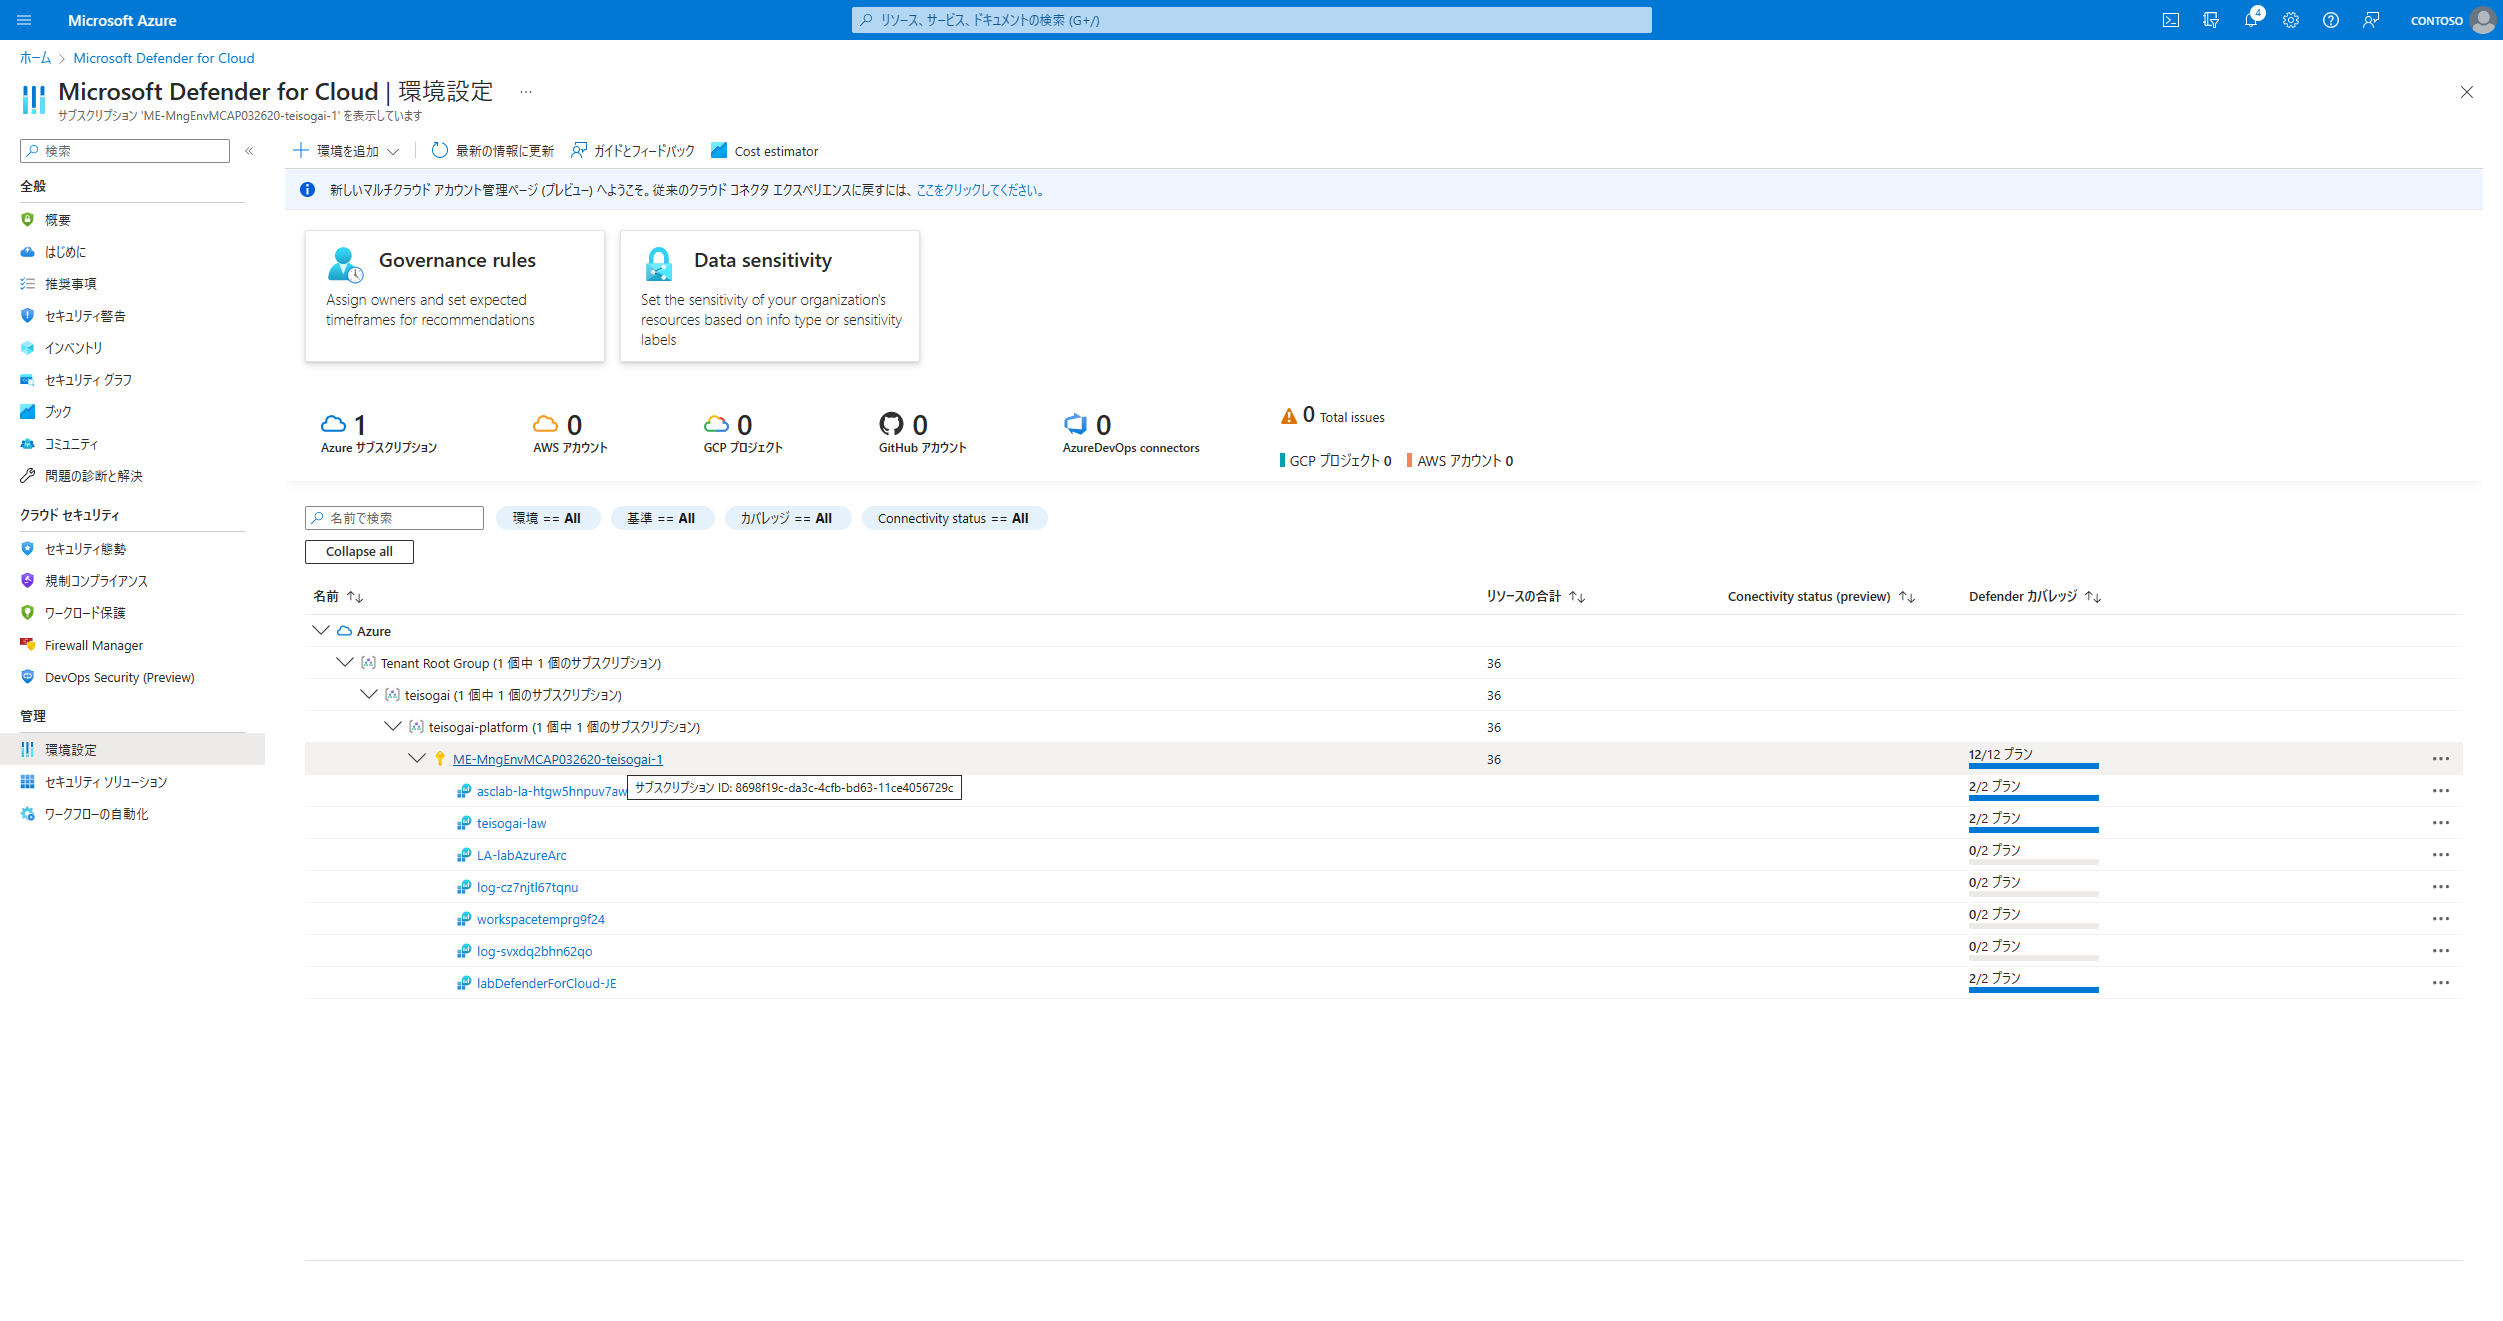 Microsoft Azure
リソース、サービス、ドキュメントの検索 (G+/)
4
CONTOSO
ホーム
Microsoft Defender for Cloud
Microsoft Defender for Cloud | 環境設定 ...
サブスクリプション 'ME-MngEnvMCAP032620-teisogai-1' を表示しています
検索
«
全般
概要
はじめに
推奨事項
セキュリティ警告
インベントリ
セキュリティ グラフ
ブック
コミュニティ
問題の診断と解決
クラウド セキュリティ
セキュリティ態勢
規制コンプライアンス
ワークロード保護
Firewall Manager
DevOps Security (Preview)
管理
環境設定
セキュリティ ソリューション
ワークフローの自動化
環境を追加
最新の情報に更新
ガイドとフィードバック
Cost estimator
新しいマルチクラウド アカウント管理ページ (プレビュー) へようこそ。従来のクラウド コネクタ エクスペリエンスに戻すには、ここをクリックしてください。
Governance rules
Assign owners and set expected
timeframes for recommendations
Data sensitivity
Set the sensitivity of your organization's
resources based on info type or sensitivity
labels
1
Azure サブスクリプション
0
AWS アカウント
0
GCP プロジェクト
0
GitHub アカウント
0
AzureDevOps connectors
0 Total issues
GCP プロジェクト 0
AWS アカウント 0
名前で検索
環境 == All
基準 == All
カバレッジ == All
Connectivity status == All
Collapse all
名前 リソースの合計 Conectivity status (preview) Defender カバレッジ
Azure
Tenant Root Group (1 個中 1 個のサブスクリプション) 36
teisogai (1 個中 1 個のサブスクリプション) 36
teisogai-platform (1 個中 1 個のサブスクリプション) 36
ME-MngEnvMCAP032620-teisogai-1 36 12/12 プラン
サブスクリプション ID: 8698f19c-da3c-4cfb-bd63-11ce4056729c
asclab-la-htgw5hnpuv7aw 2/2 プラン
teisogai-law 2/2 プラン
LA-labAzureArc 0/2 プラン
log-cz7njtl67tqnu 0/2 プラン
workspacetemprg9f24 0/2 プラン
log-svxdq2bhn62qo 0/2 プラン
labDefenderForCloud-JE 2/2 プラン